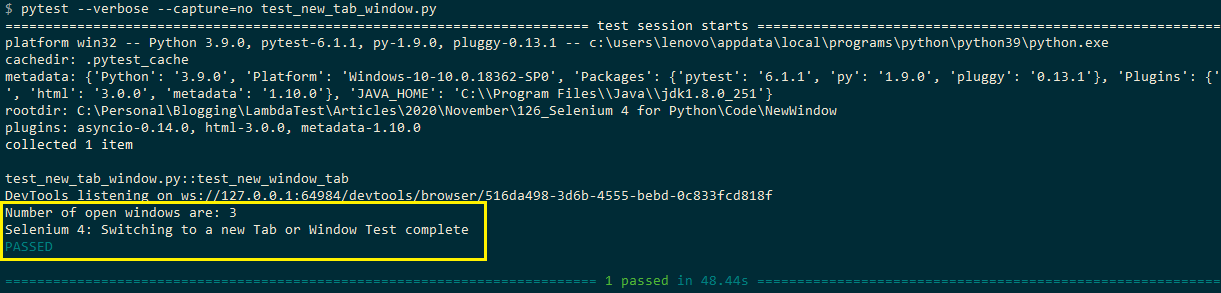 $ pytest --verbose --capture=no test_new_tab_window.py
======================================================================= test session starts =========================================================
platform win32 -- Python 3.9.0, pytest-6.1.1, py-1.9.0, pluggy-0.13.1 -- c:\users\lenovo\appdata\local\programs\python\python39\python.exe
cachedir: .pytest_cache
metadata: {'Python': '3.9.0', 'Platform': 'Windows-10-10.0.18362-SP0', 'Packages': {'pytest': '6.1.1', 'py': '1.9.0', 'pluggy': '0.13.1'}, 'Plugins': {'
', 'html': '3.0.0', 'metadata': '1.10.0'}, 'JAVA_HOME': 'C:\\Program Files\\Java\\jdk1.8.0_251'}
rootdir: C:\Personal\Blogging\LambdaTest\Articles\2020\November\126_Selenium 4 for Python\Code\NewWindow
plugins: asyncio-0.14.0, html-3.0.0, metadata-1.10.0
collected 1 item
test_new_tab_window.py::test_new_window_tab
DevTools listening on ws://127.0.0.1:64984/devtools/browser/516da498-3d6b-4555-bebd-0c833fcd818f
Number of open windows are: 3
Selenium 4: Switching to a new Tab or Window Test complete
PASSED
======================================================================== 1 passed in 48.44s =========================================================